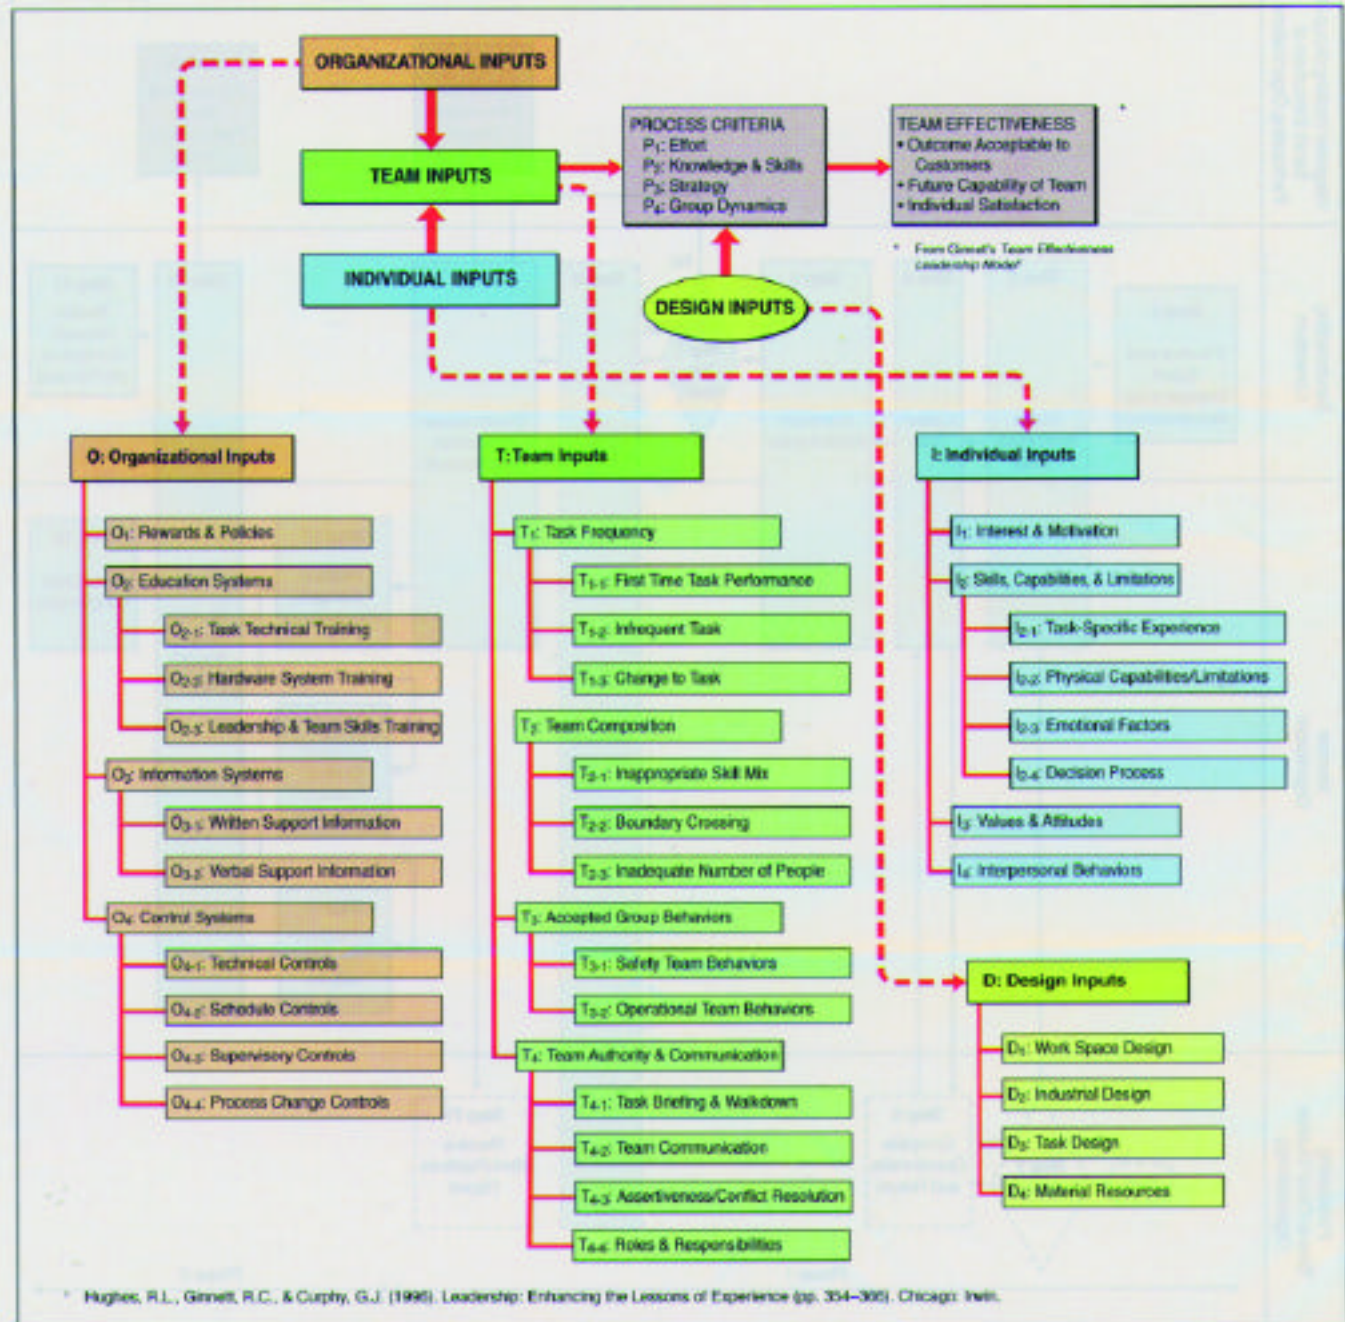 ORGANIZATIONAL INPUTS
TEAM INPUTS
INDIVIDUAL INPUTS
PROCESS CRITERIA
P1: Effort
P2: Knowledge & Skills
P3: Strategy
P4: Group Dynamics
TEAM EFFECTIVENESS
• Outcome Acceptable to
Customers
• Future Capability of Team
• Individual Satisfaction
*
* From Ginnett's Team Effectiveness
Leadership Model
DESIGN INPUTS
O: Organizational Inputs
O1: Rewards & Policies
O2: Education Systems
O2-1: Task Technical Training
O2-2: Hardware System Training
O2-3: Leadership & Team Skills Training
O3: Information Systems
O3-1: Written Support Information
O3-2: Verbal Support Information
O4: Control Systems
O4-1: Technical Controls
O4-2: Schedule Controls
O4-3: Supervisory Controls
O4-4: Process Change Controls
T: Team Inputs
T1: Task Frequency
T1-1: First Time Task Performance
T1-2: Infrequent Task
T1-3: Change to Task
T2: Team Composition
T2-1: Inappropriate Skill Mix
T2-2: Boundary Crossing
T2-3: Inadequate Number of People
T3: Accepted Group Behaviors
T3-1: Safety Team Behaviors
T3-2: Operational Team Behaviors
T4: Team Authority & Communication
T4-1: Task Briefing & Walkdown
T4-2: Team Communication
T4-3: Assertiveness/Conflict Resolution
T4-4: Roles & Responsibilities
I: Individual Inputs
I1: Interest & Motivation
I2: Skills, Capabilities, & Limitations
I2-1: Task-Specific Experience
I2-2: Physical Capabilities/Limitations
I2-3: Emotional Factors
I2-4: Decision Process
I3: Values & Attitudes
I4: Interpersonal Behaviors
D: Design Inputs
D1: Work Space Design
D2: Industrial Design
D3: Task Design
D4: Material Resources
* Hughes, R.L., Ginnett, R.C., & Curphy, G.J. (1996). Leadership: Enhancing the Lessons of Experience (pp. 354–366). Chicago: Irwin.